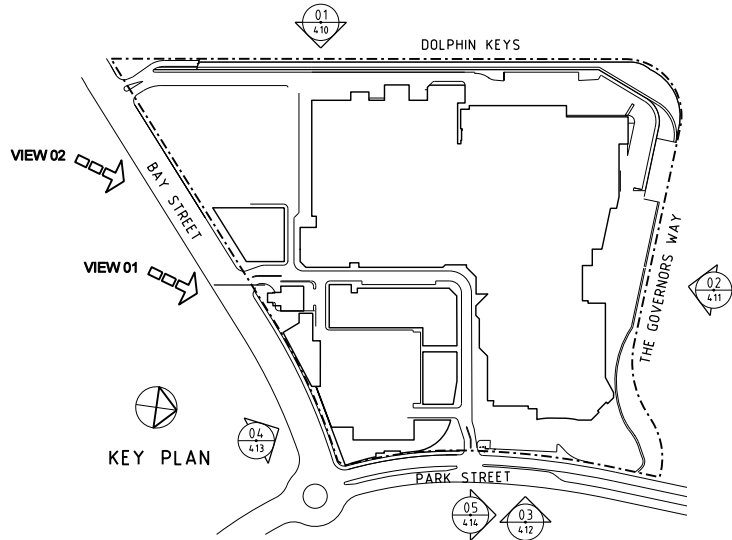 01
410
DOLPHIN KEYS
VIEW 02
BAY STREET
VIEW 01
THE GOVERNORS WAY
02
411
04
413
KEY PLAN
PARK STREET
05
414
03
412